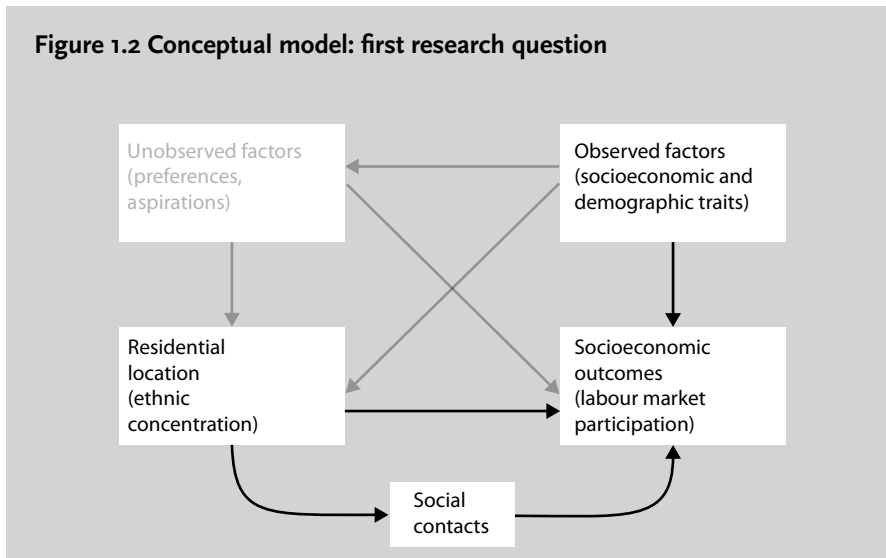 Figure 1.2 Conceptual model: first research question
Unobserved factors
(preferences,
aspirations)
Observed factors
(socioeconomic and
demographic traits)
Residential
location
(ethnic
concentration)
Socioeconomic
outcomes
(labour market
participation)
Social
contacts